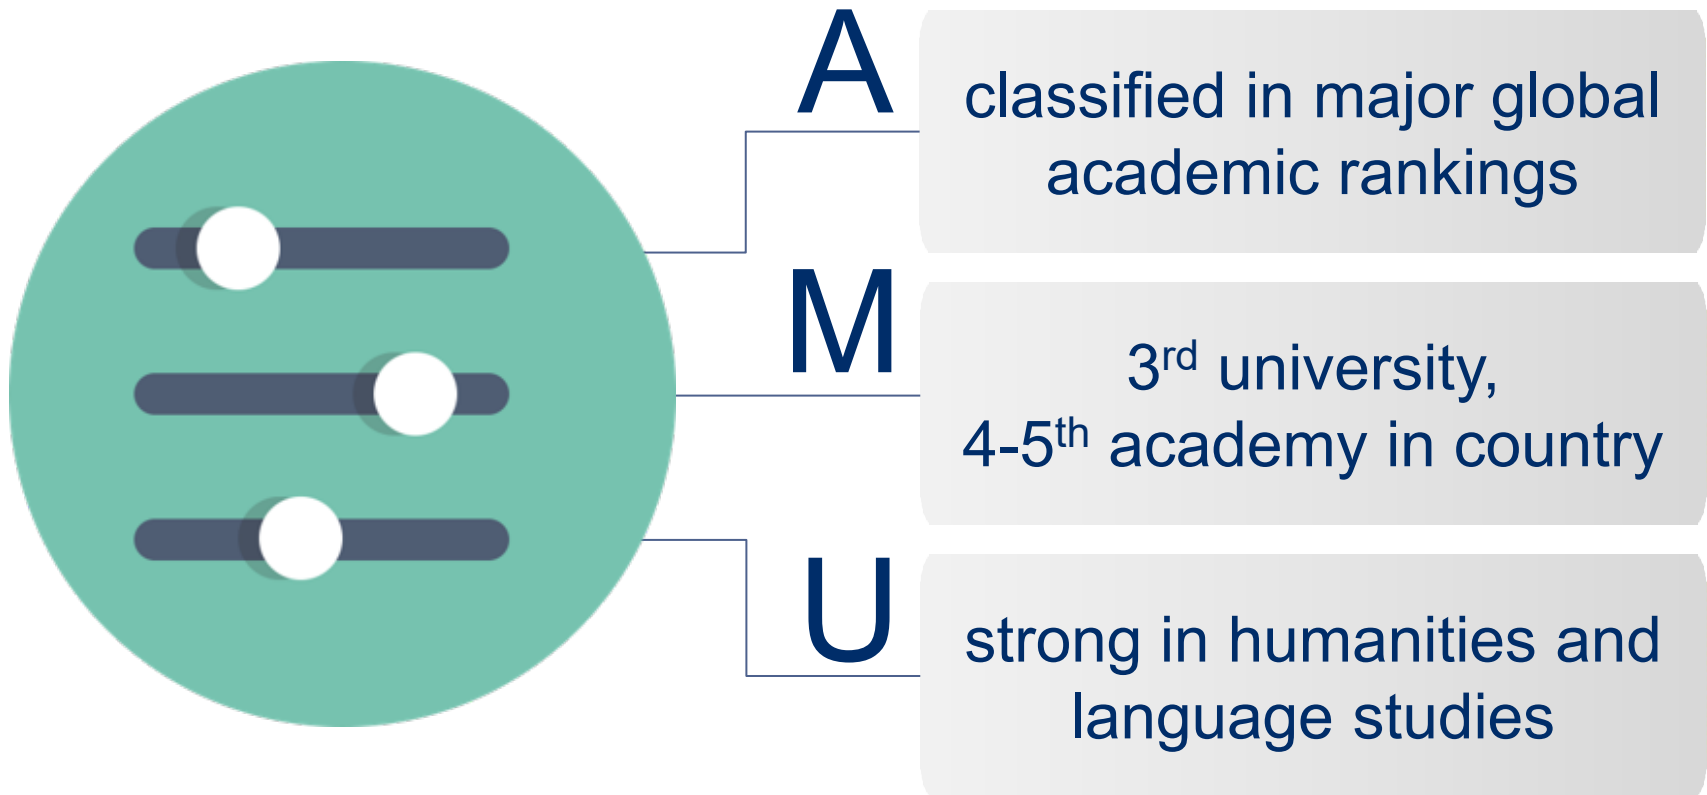 A
classified in major global
academic rankings
M
3rd university,
4-5th academy in country
U
strong in humanities and
language studies